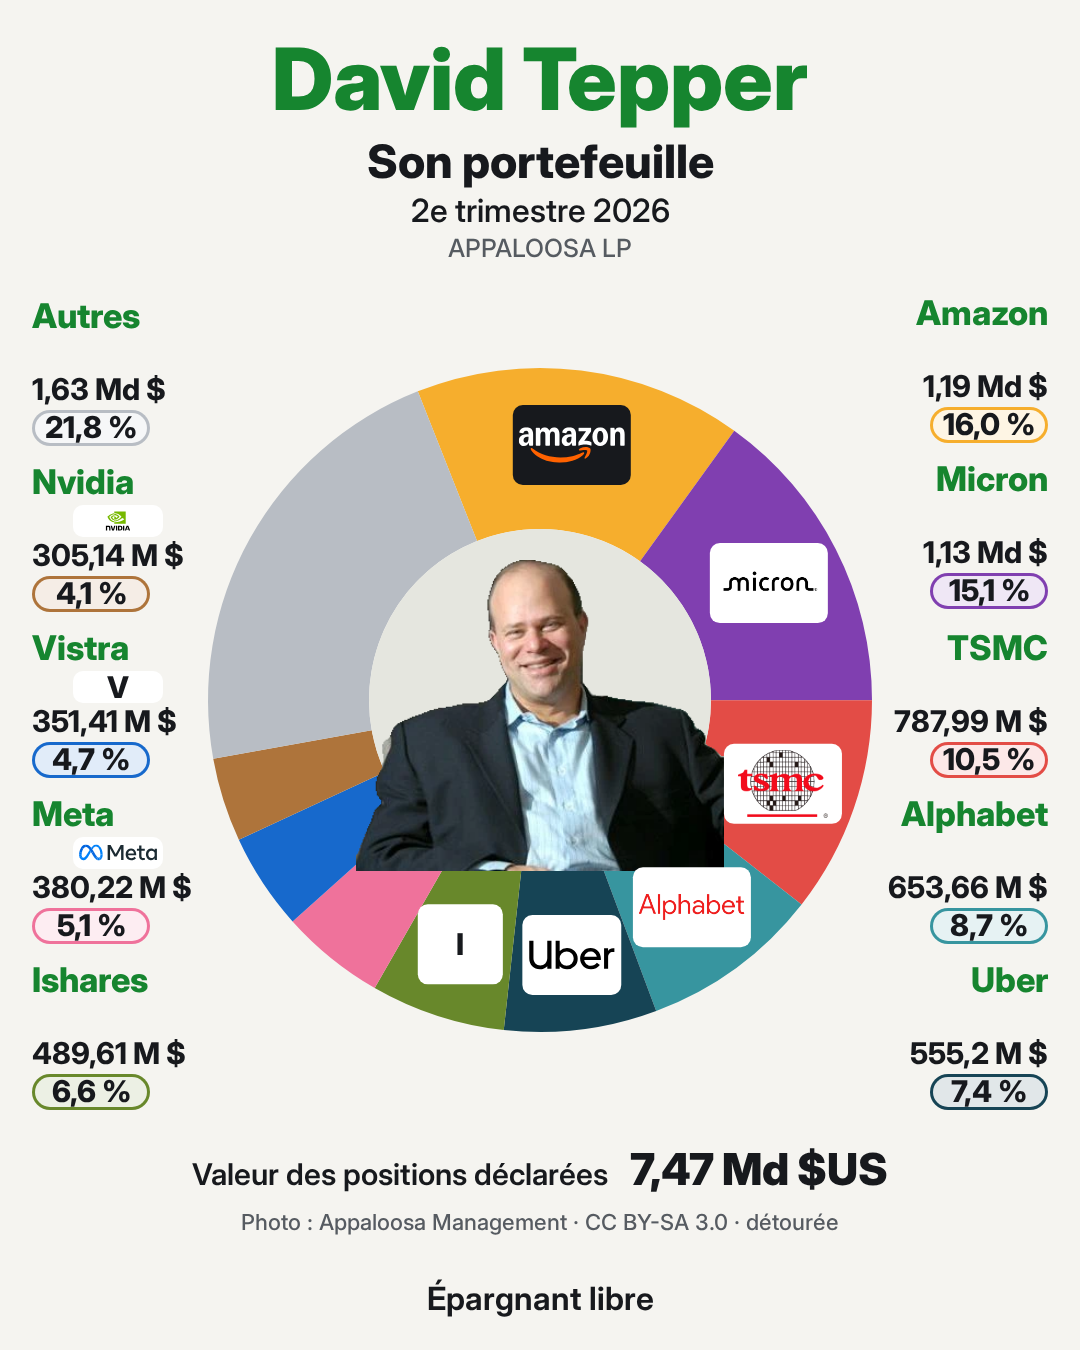 David Tepper
Son portefeuille
2e trimestre 2026
APPALOOSA LP
Autres
1,63 Md $
21,8 %
Nvidia
NVIDIA
305,14 M $
4,1 %
Vistra
V
351,41 M $
4,7 %
Meta
Meta
380,22 M $
5,1 %
Ishares
489,61 M $
6,6 %
amazon
micron
tsmc
Alphabet
Uber
I
Amazon
1,19 Md $
16,0 %
Micron
1,13 Md $
15,1 %
TSMC
787,99 M $
10,5 %
Alphabet
653,66 M $
8,7 %
Uber
555,2 M $
7,4 %
Valeur des positions déclarées 7,47 Md $US
Photo : Appaloosa Management · CC BY-SA 3.0 · détourée
Épargnant libre